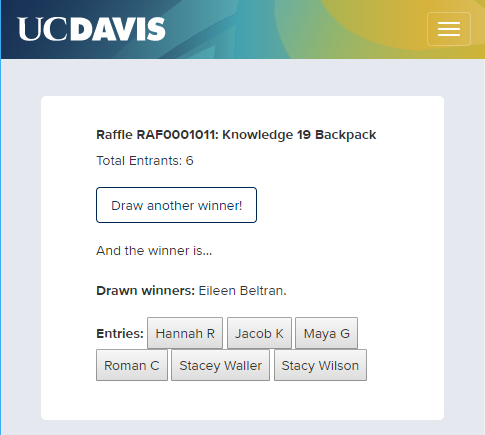 UCDAVIS
Raffle RAF0001011: Knowledge 19 Backpack
Total Entrants: 6
Draw another winner!
And the winner is...
Drawn winners: Eileen Beltran.
Entries: Hannah R Jacob K Maya G
Roman C Stacey Waller Stacy Wilson